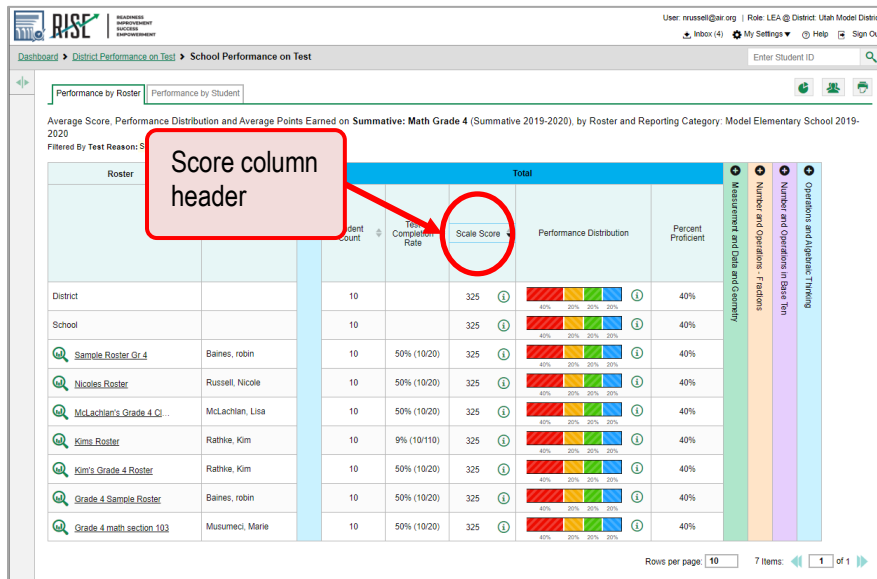 RISE READINESS IMPROVEMENT SUCCESS EMPOWERMENT
User: nrussell@air.org | Role: LEA @ District: Utah Model Distric
Inbox (4) My Settings ▼ Help Sign Ou
Dashboard > District Performance on Test > School Performance on Test
Enter Student ID
Performance by Roster Performance by Student
Average Score, Performance Distribution and Average Points Earned on Summative: Math Grade 4 (Summative 2019-2020), by Roster and Reporting Category: Model Elementary School 2019-
2020
Filtered By Test Reason: S
Score column
header
Roster Total
Student Count Test Completion Rate Scale Score Performance Distribution Percent Proficient
Measurement and Data and Geometry
Number and Operations - Fractions
Number and Operations in Base Ten
Operations and Algebraic Thinking
District 10 325 40%
40% 20% 20% 20%
School 10 325 40%
40% 20% 20% 20%
Sample Roster Gr 4 Baines, robin 10 50% (10/20) 325 40%
40% 20% 20% 20%
Nicoles Roster Russell, Nicole 10 50% (10/20) 325 40%
40% 20% 20% 20%
McLachlan's Grade 4 Cl... McLachlan, Lisa 10 50% (10/20) 325 40%
40% 20% 20% 20%
Kims Roster Rathke, Kim 10 9% (10/110) 325 40%
40% 20% 20% 20%
Kim's Grade 4 Roster Rathke, Kim 10 50% (10/20) 325 40%
40% 20% 20% 20%
Grade 4 Sample Roster Baines, robin 10 50% (10/20) 325 40%
40% 20% 20% 20%
Grade 4 math section 103 Musumeci, Marie 10 50% (10/20) 325 40%
40% 20% 20% 20%
Rows per page: 10 7 Items: 1 of 1